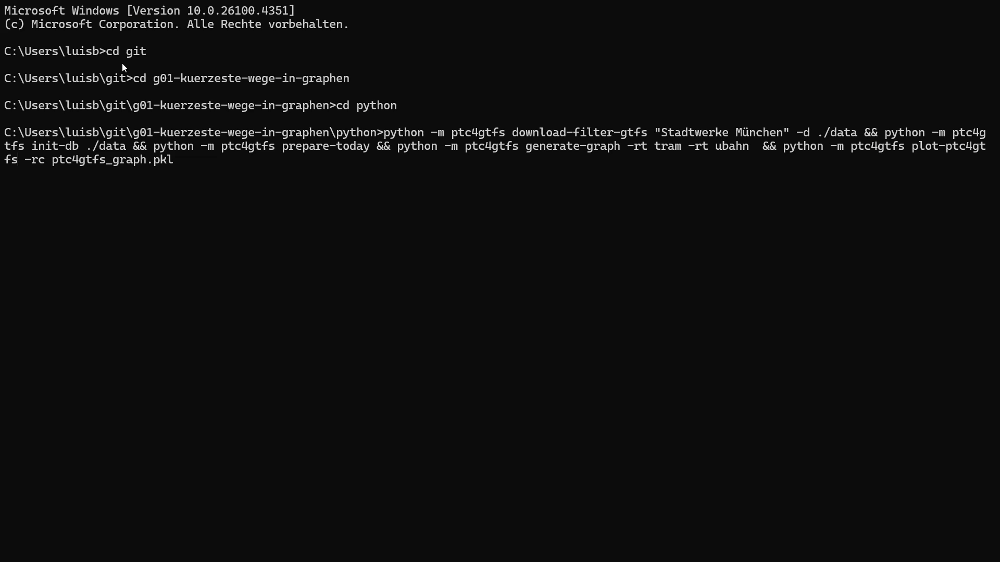 Microsoft Windows [Version 10.0.26100.4351]
(c) Microsoft Corporation. Alle Rechte vorbehalten.
C:\Users\luisb>cd git
C:\Users\luisb\git>cd g01-kuerzeste-wege-in-graphen
C:\Users\luisb\git\g01-kuerzeste-wege-in-graphen>cd python
C:\Users\luisb\git\g01-kuerzeste-wege-in-graphen\python>python -m ptc4gtfs download-filter-gtfs "Stadtwerke München" -d ./data && python -m ptc4g
tfs init-db ./data && python -m ptc4gtfs prepare-today && python -m ptc4gtfs generate-graph -rt tram -rt ubahn  && python -m ptc4gtfs plot-ptc4gt
fs -rc ptc4gtfs_graph.pkl